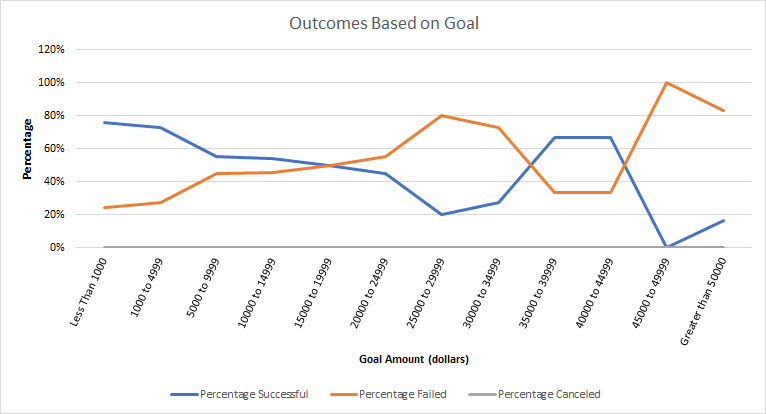 Outcomes Based on Goal
120%
100%
80%
60%
40%
20%
0%
Percentage
Less Than 1000
1000 to 4999
5000 to 9999
10000 to 14999
15000 to 19999
20000 to 24999
25000 to 29999
30000 to 34999
35000 to 39999
40000 to 44999
45000 to 49999
Greater than 50000
Goal Amount (dollars)
Percentage Successful Percentage Failed Percentage Canceled